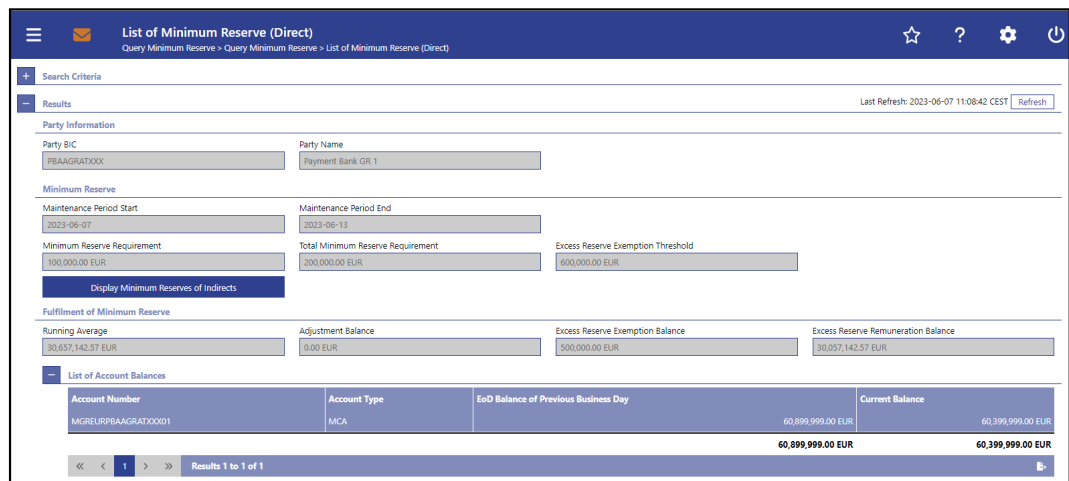 List of Minimum Reserve (Direct)
Query Minimum Reserve > Query Minimum Reserve > List of Minimum Reserve (Direct)
Search Criteria
Results Last Refresh: 2023-06-07 11:08:42 CEST Refresh
Party Information
Party BIC Party Name
PBAAGRATXXX Payment Bank GR 1
Minimum Reserve
Maintenance Period Start Maintenance Period End
2023-06-07 2023-06-13
Minimum Reserve Requirement Total Minimum Reserve Requirement Excess Reserve Exemption Threshold
100,000.00 EUR 200,000.00 EUR 600,000.00 EUR
Display Minimum Reserves of Indirects
Fulfilment of Minimum Reserve
Running Average Adjustment Balance Excess Reserve Exemption Balance Excess Reserve Remuneration Balance
30,657,142.57 EUR 0.00 EUR 500,000.00 EUR 30,057,142.57 EUR
List of Account Balances
Account Number Account Type EoD Balance of Previous Business Day Current Balance
MGREURPBAAGRATXXX01 MCA 60,899,999.00 EUR 60,399,999.00 EUR
60,899,999.00 EUR 60,399,999.00 EUR
« < 1 > » Results 1 to 1 of 1